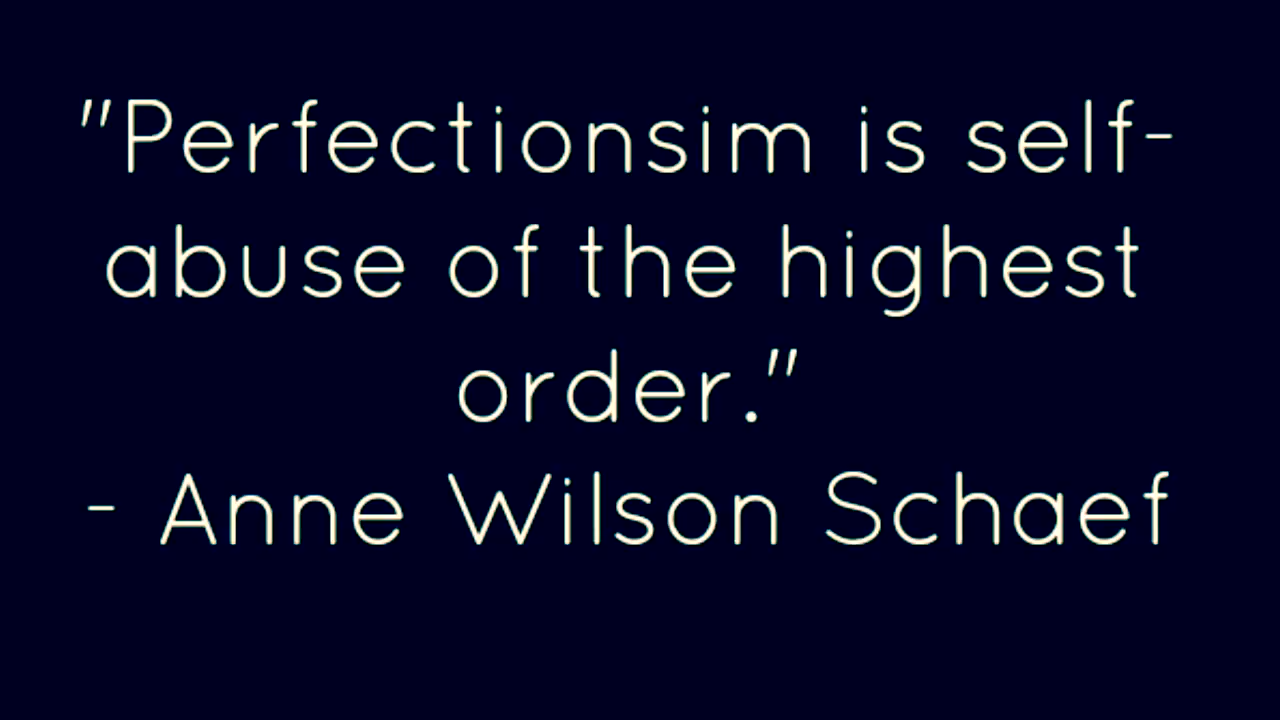 "Perfectionsim is self-
abuse of the highest
order."
- Anne Wilson Schaef